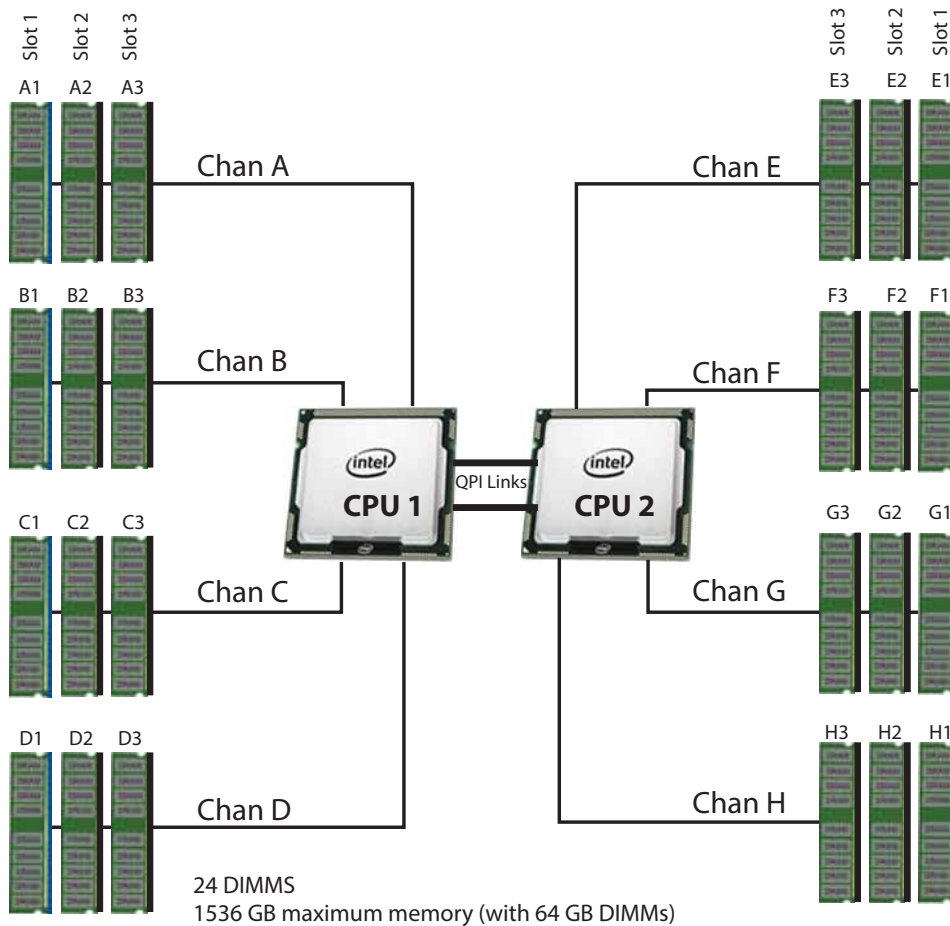 Slot 1 Slot 2 Slot 3
Slot 3 Slot 2 Slot 1
A1 A2 A3
E3 E2 E1
Chan A
Chan E
B1 B2 B3
F3 F2 F1
Chan B
Chan F
intel
CPU 1
QPI Links
intel
CPU 2
C1 C2 C3
G3 G2 G1
Chan C
Chan G
D1 D2 D3
H3 H2 H1
Chan D
Chan H
24 DIMMS
1536 GB maximum memory (with 64 GB DIMMs)